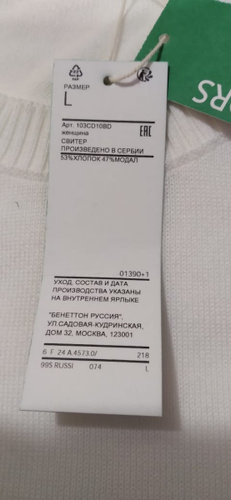 РАЗМЕР
L
Арт. 103CD10BD
женщина
EAC
СВИТЕР
ПРОИЗВЕДЕНО В СЕРБИИ
53%ХЛОПОК 47%МОДАЛ
01390+1
УХОД, СОСТАВ И ДАТА
ПРОИЗВОДСТВА УКАЗАНЫ
НА ВНУТРЕННЕМ ЯРЛЫКЕ
"БЕНЕТТОН РУССИЯ",
УЛ.САДОВАЯ-КУДРИНСКАЯ,
ДОМ 32, МОСКВА, 123001
6 Г 24 A.4573.0/ 218
995 RUSSI 074 L
ORS